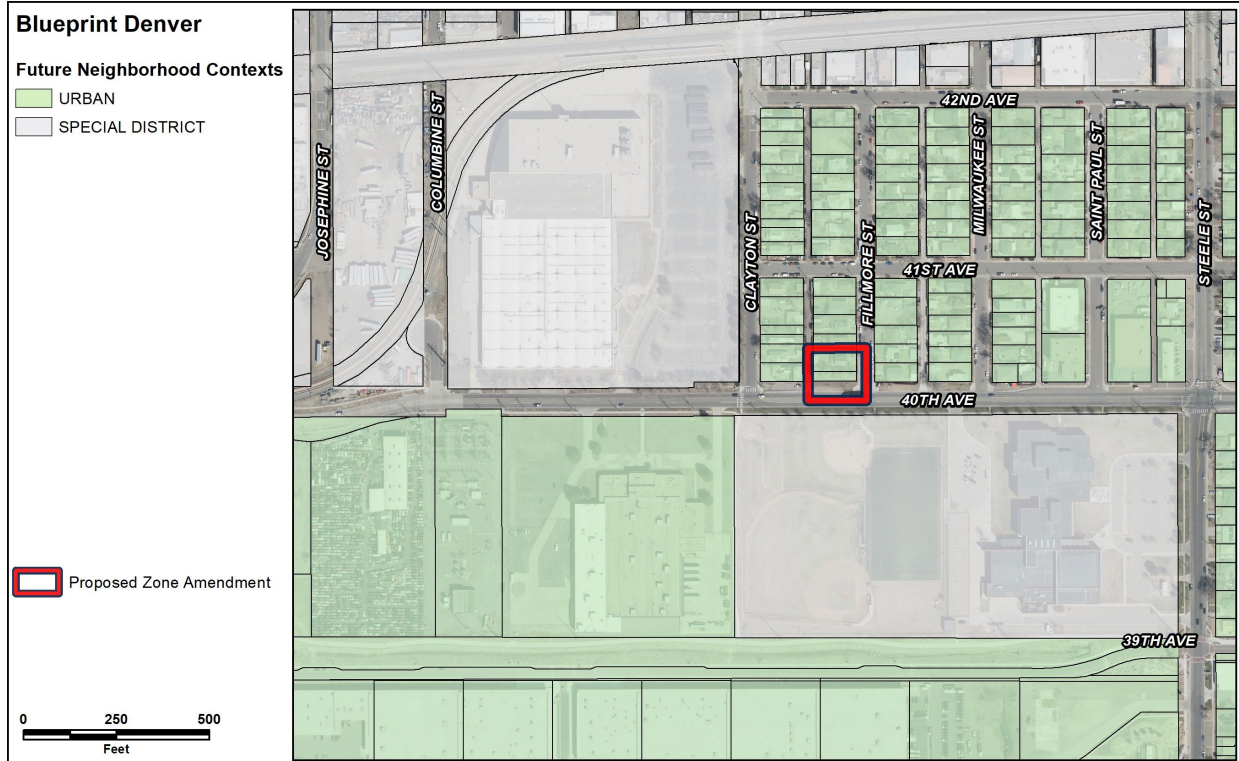 Blueprint Denver
Future Neighborhood Contexts
URBAN
SPECIAL DISTRICT
42ND AVE
JOSEPHINE ST
COLUMBINE ST
CLAYTON ST
FILLMORE ST
MILWAUKEE ST
SAINT PAUL ST
STEELE ST
41ST AVE
40TH AVE
Proposed Zone Amendment
39TH AVE
0 250 500
Feet